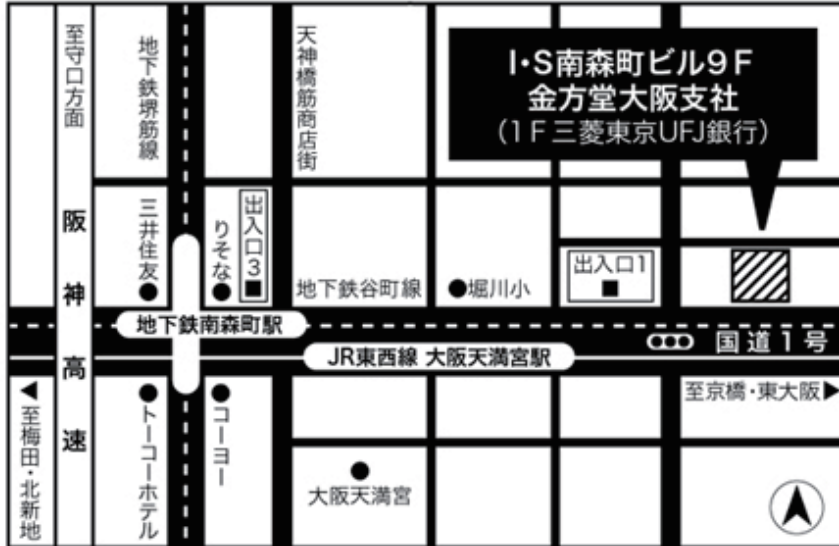 至守口方面
地下鉄堺筋線
天神橋筋商店街
I・S南森町ビル9F
金方堂大阪支社
(1F三菱東京UFJ銀行)
阪神高速
三井住友
りそな
出入口3
地下鉄谷町線
堀川小
出入口1
地下鉄南森町駅
国道1号
JR東西線 大阪天満宮駅
至京橋・東大阪
至梅田・北新地
トーコーホテル
コーヨー
大阪天満宮